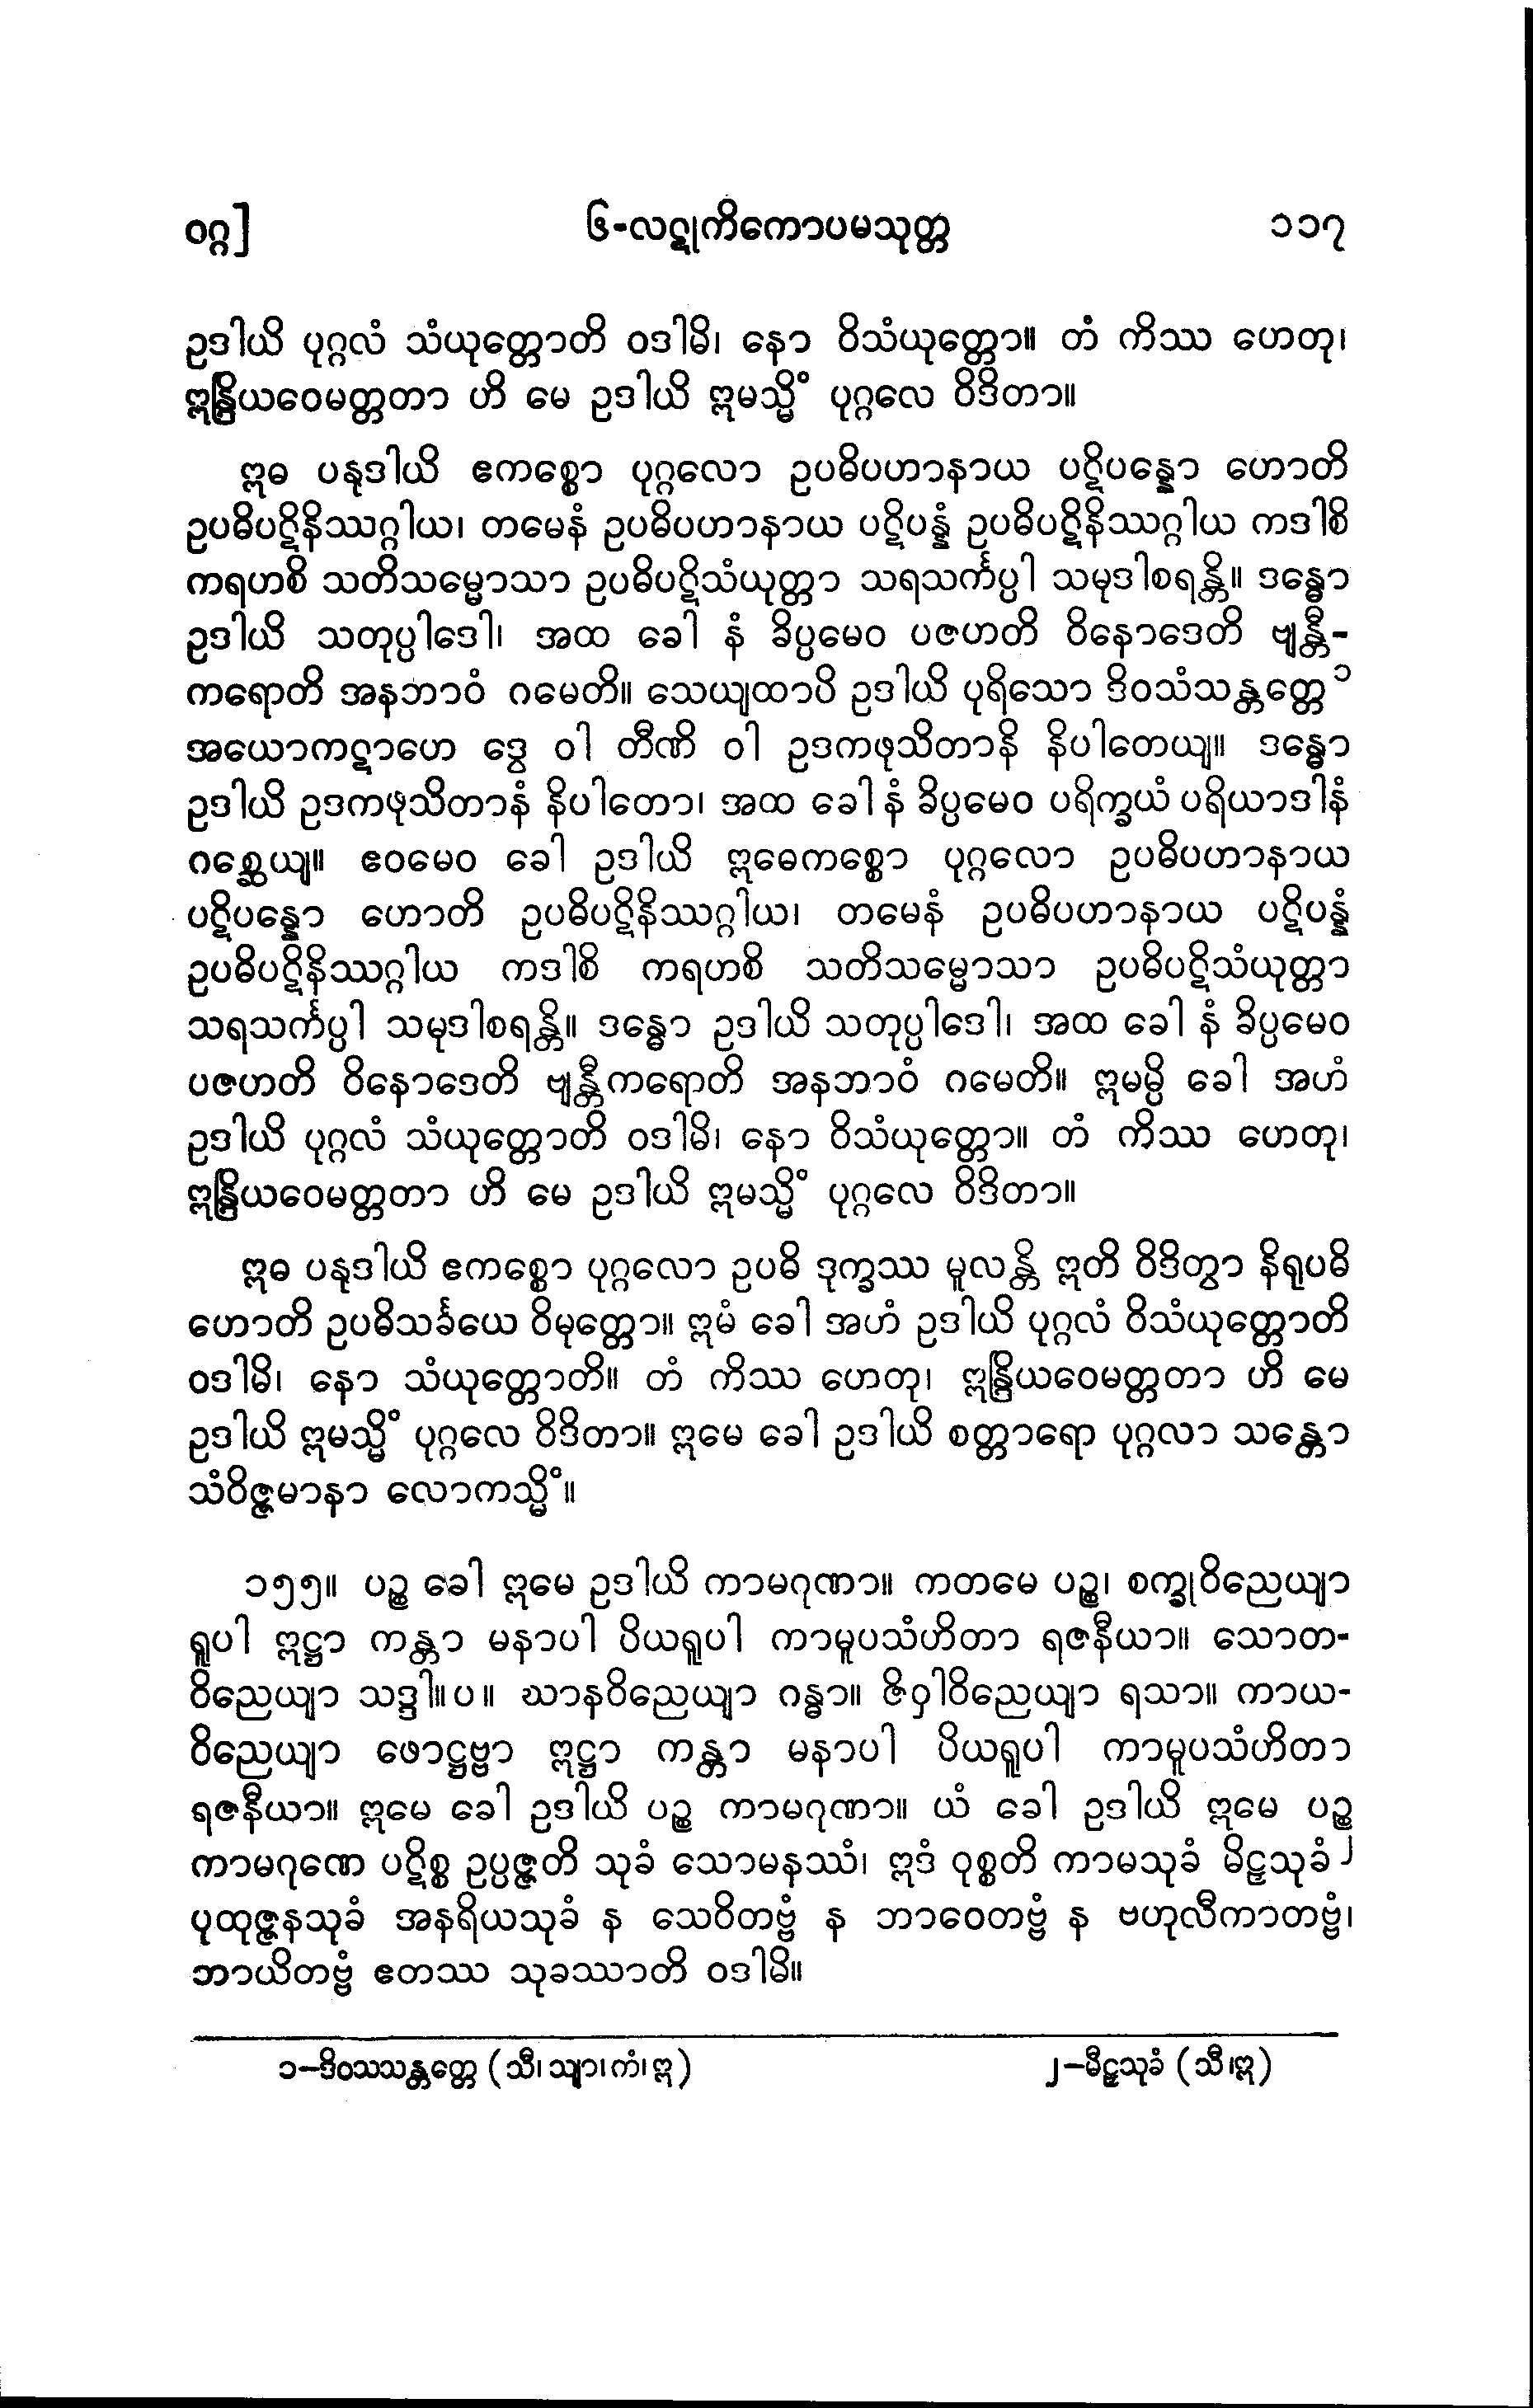 ဝဂ္ဂ]
၆-လဋုကိကောပမသုတ္တ
၁၁၇
ဥဒါယိ ပုဂ္ဂလံ သံယုတ္တောတိ ဝဒါမိ၊ နော ဝိသံယုတ္တော။ တံ ကိဿ ဟေတု၊
ဣန္ဒြိယဝေမတ္တတာ ဟိ မေ ဥဒါယိ ဣမသ္မိံ ပုဂ္ဂလေ ဝိဒိတာ။
ဣဓ ပနုဒါယိ ဧကစ္စော ပုဂ္ဂလော ဥပဓိပဟာနာယ ပဋိပန္နော ဟောတိ
ဥပဓိပဋိနိဿဂ္ဂါယ၊ တမေနံ ဥပဓိပဟာနာယ ပဋိပန္နံ ဥပဓိပဋိနိဿဂ္ဂါယ ကဒါစိ
ကရဟစိ သတိသမ္မောသာ ဥပဓိပဋိသံယုတ္တာ သရသင်္ကပ္ပါ သမုဒါစရန္တိ။ ဒန္ဓော
ဥဒါယိ သတုပ္ပါဒေါ၊ အထ ခေါ နံ ခိပ္ပမေဝ ပဇဟတိ ဝိနောဒေတိ ဗျန္တီ-
ကရောတိ အနဘာဝံ ဂမေတိ။ သေယျထာပိ ဥဒါယိ ပုရိသော ဒိဝသံသန္တတ္တေ ၁
အယောကဋာဟေ ဒွေ ဝါ တီဏိ ဝါ ဥဒကဖုသိတာနိ နိပါတေယျ။ ဒန္ဓော
ဥဒါယိ ဥဒကဖုသိတာနံ နိပါတော၊ အထ ခေါ နံ ခိပ္ပမေဝ ပရိက္ခယံ ပရိယာဒါနံ
ဂစ္ဆေယျ။ ဧဝမေဝ ခေါ ဥဒါယိ ဣဓေကစ္စော ပုဂ္ဂလော ဥပဓိပဟာနာယ
ပဋိပန္နော ဟောတိ ဥပဓိပဋိနိဿဂ္ဂါယ၊ တမေနံ ဥပဓိပဟာနာယ ပဋိပန္နံ
ဥပဓိပဋိနိဿဂ္ဂါယ ကဒါစိ ကရဟစိ သတိသမ္မောသာ ဥပဓိပဋိသံယုတ္တာ
သရသင်္ကပ္ပါ သမုဒါစရန္တိ။ ဒန္ဓော ဥဒါယိ သတုပ္ပါဒေါ၊ အထ ခေါ နံ ခိပ္ပမေဝ
ပဇဟတိ ဝိနောဒေတိ ဗျန္တီကရောတိ အနဘာဝံ ဂမေတိ။ ဣမမ္ပိ ခေါ အဟံ
ဥဒါယိ ပုဂ္ဂလံ သံယုတ္တောတိ ဝဒါမိ၊ နော ဝိသံယုတ္တော။ တံ ကိဿ ဟေတု၊
ဣန္ဒြိယဝေမတ္တတာ ဟိ မေ ဥဒါယိ ဣမသ္မိံ ပုဂ္ဂလေ ဝိဒိတာ။
ဣဓ ပနုဒါယိ ဧကစ္စော ပုဂ္ဂလော ဥပဓိ ဒုက္ခဿ မူလန္တိ ဣတိ ဝိဒိတွာ နိရုပဓိ
ဟောတိ ဥပဓိသင်္ခယေ ဝိမုတ္တော။ ဣမံ ခေါ အဟံ ဥဒါယိ ပုဂ္ဂလံ ဝိသံယုတ္တောတိ
ဝဒါမိ၊ နော သံယုတ္တောတိ။ တံ ကိဿ ဟေတု၊ ဣန္ဒြိယဝေမတ္တတာ ဟိ မေ
ဥဒါယိ ဣမသ္မိံ ပုဂ္ဂလေ ဝိဒိတာ။ ဣမေ ခေါ ဥဒါယိ စတ္တာရော ပုဂ္ဂလာ သန္တော
သံဝိဇ္ဇမာနာ လောကသ္မိံ။
၁၅၅။ ပဉ္စ ခေါ ဣမေ ဥဒါယိ ကာမဂုဏာ။ ကတမေ ပဉ္စ၊ စက္ခုဝိညေယျာ
ရူပါ ဣဋ္ဌာ ကန္တာ မနာပါ ပိယရူပါ ကာမူပသံဟိတာ ရဇနီယာ။ သောတ-
ဝိညေယျာ သဒ္ဒါ။ပ။ ဃာနဝိညေယျာ ဂန္ဓာ။ ဇိဝှါဝိညေယျာ ရသာ။ ကာယ-
ဝိညေယျာ ဖောဋ္ဌဗ္ဗာ ဣဋ္ဌာ ကန္တာ မနာပါ ပိယရူပါ ကာမူပသံဟိတာ
ရဇနီယာ။ ဣမေ ခေါ ဥဒါယိ ပဉ္စ ကာမဂုဏာ။ ယံ ခေါ ဥဒါယိ ဣမေ ပဉ္စ
ကာမဂုဏေ ပဋိစ္စ ဥပ္ပဇ္ဇတိ သုခံ သောမနဿံ၊ ဣဒံ ဝုစ္စတိ ကာမသုခံ မိဠှသုခံ ၂
ပုထုဇ္ဇနသုခံ အနရိယသုခံ န သေဝိတဗ္ဗံ န ဘာဝေတဗ္ဗံ န ဗဟုလီကာတဗ္ဗံ၊
ဘာယိတဗ္ဗံ ဧတဿ သုခဿာတိ ဝဒါမိ။
၁–ဒိဝသသန္တတ္တေ (သီ၊သျာ၊ကံ၊ဣ)
၂–မီဠှသုခံ (သီ၊ဣ)